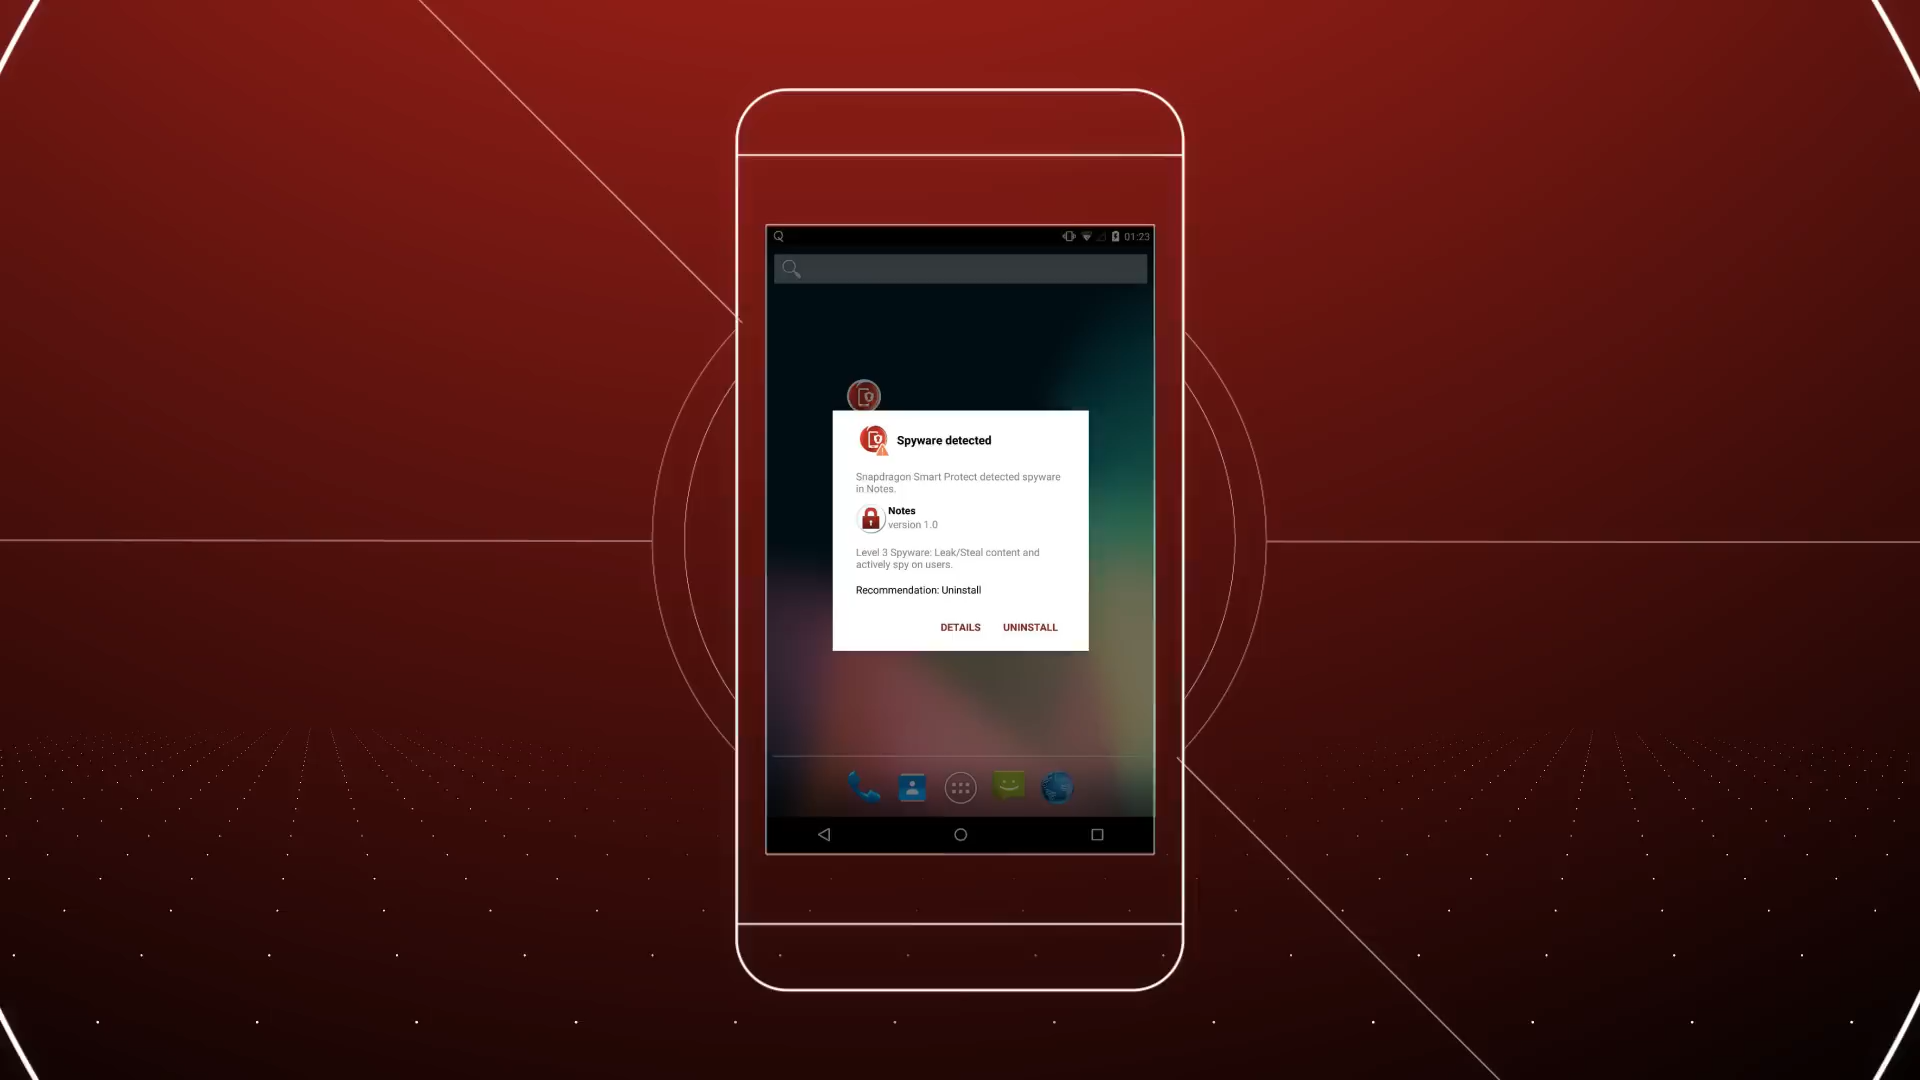 01:23
Spyware detected
Snapdragon Smart Protect detected spyware
in Notes.
Notes
version 1.0
Level 3 Spyware: Leak/Steal content and
actively spy on users.
Recommendation: Uninstall
DETAILS UNINSTALL